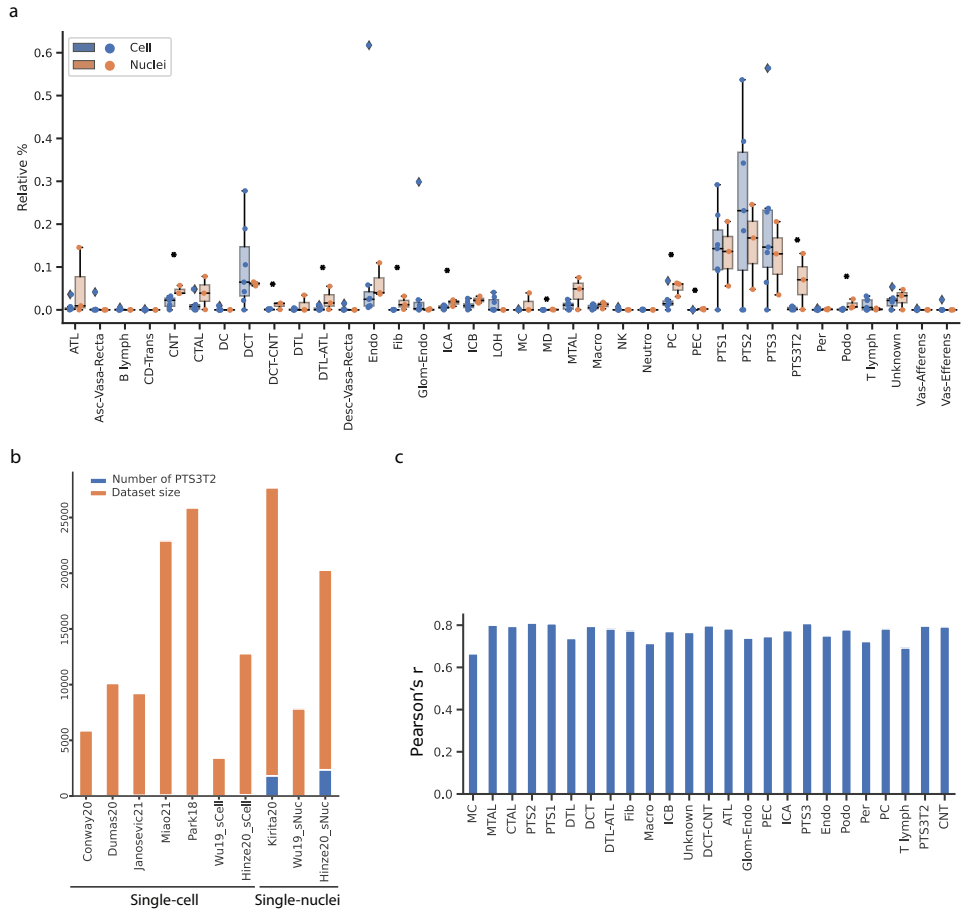 a
Cell
Nuclei
Relative %
0.6
0.5
0.4
0.3
0.2
0.1
0.0
ATL
Asc-Vasa-Recta
B lymph
CD-Trans
CNT
CTAL
DC
DCT
DCT-CNT
DTL
DTL-ATL
Desc-Vasa-Recta
Endo
Fib
Glom-Endo
ICA
ICB
LOH
MC
MD
MTAL
Macro
NK
Neutro
PC
PEC
PTS1
PTS2
PTS3
PTS3T2
Per
Podo
T lymph
Unknown
Vas-Afferens
Vas-Efferens
b
Number of PTS3T2
Dataset size
25000
20000
15000
10000
5000
0
Conway20
Dumas20
Janosevic21
Miao21
Park18
Wu19_sCell
Hinze20_sCell
Kirita20
Wu19_sNuc
Hinze20_sNuc
Single-cell
Single-nuclei
c
Pearson's r
0.8
0.6
0.4
0.2
0.0
MC
MTAL
CTAL
PTS2
PTS1
DTL
DCT
DTL-ATL
Fib
Macro
ICB
Unknown
DCT-CNT
ATL
Glom-Endo
PEC
ICA
PTS3
Endo
Podo
Per
PC
T lymph
PTS3T2
CNT